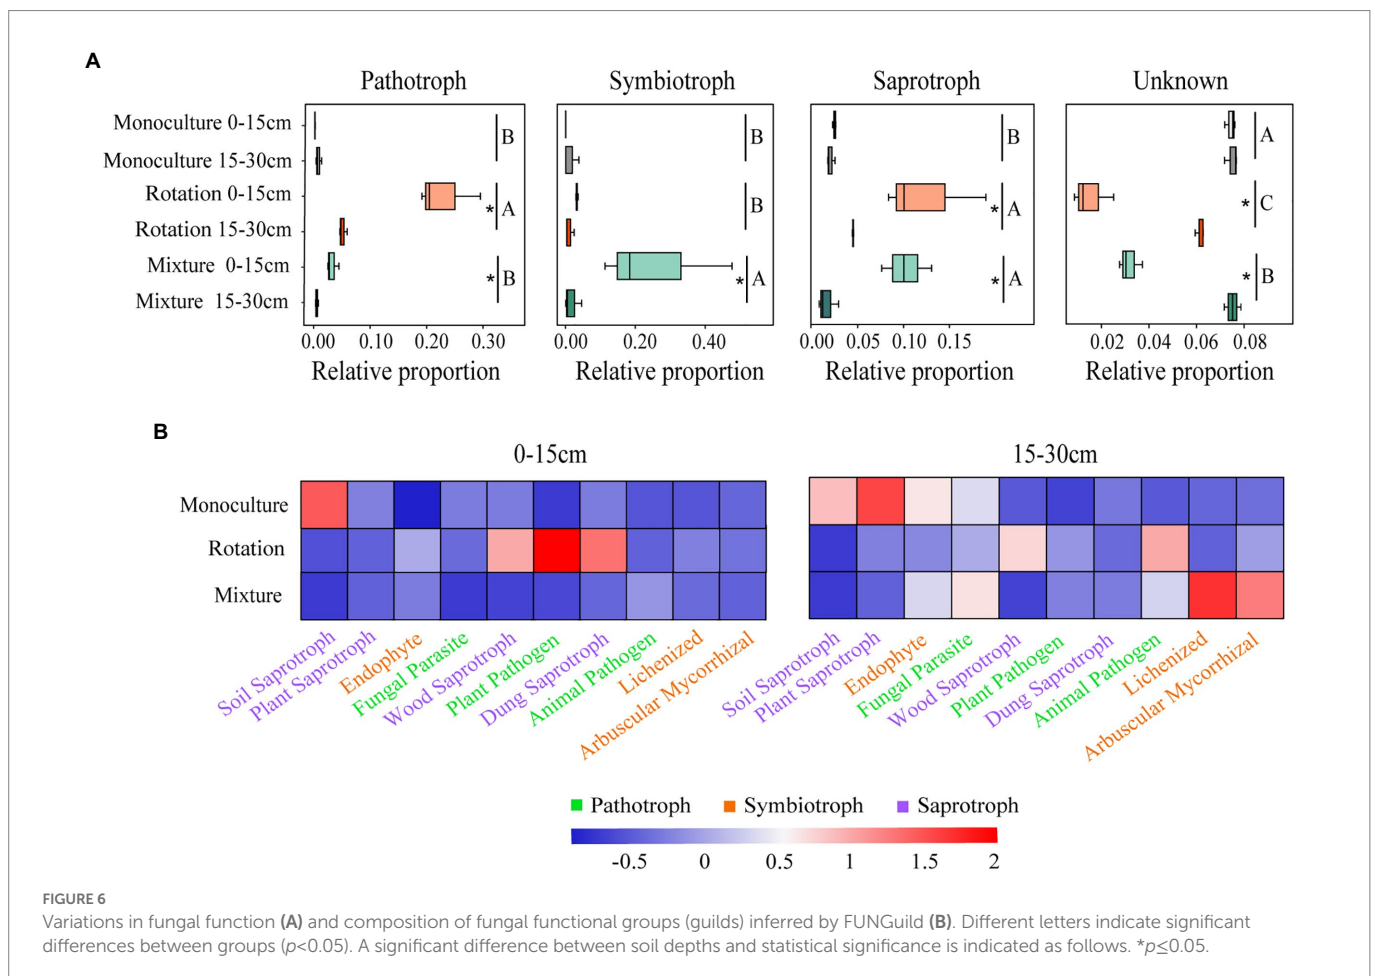 A
Pathotroph Symbiotroph Saprotroph Unknown
Monoculture 0-15cm
Monoculture 15-30cm
Rotation 0-15cm
Rotation 15-30cm
Mixture 0-15cm
Mixture 15-30cm
B B B A
* A B * A * C
* B * A * A * B
0.00 0.10 0.20 0.30 0.00 0.20 0.40 0.00 0.05 0.10 0.15 0.02 0.04 0.06 0.08
Relative proportion Relative proportion Relative proportion Relative proportion
B
0-15cm 15-30cm
Monoculture
Rotation
Mixture
Soil Saprotroph
Plant Saprotroph
Endophyte
Fungal Parasite
Wood Saprotroph
Plant Pathogen
Dung Saprotroph
Animal Pathogen
Lichenized
Arbuscular Mycorrhizal
Soil Saprotroph
Plant Saprotroph
Endophyte
Fungal Parasite
Wood Saprotroph
Plant Pathogen
Dung Saprotroph
Animal Pathogen
Lichenized
Arbuscular Mycorrhizal
Pathotroph Symbiotroph Saprotroph
-0.5 0 0.5 1 1.5 2
FIGURE 6
Variations in fungal function (A) and composition of fungal functional groups (guilds) inferred by FUNGuild (B). Different letters indicate significant
differences between groups (p<0.05). A significant difference between soil depths and statistical significance is indicated as follows. *p≤0.05.